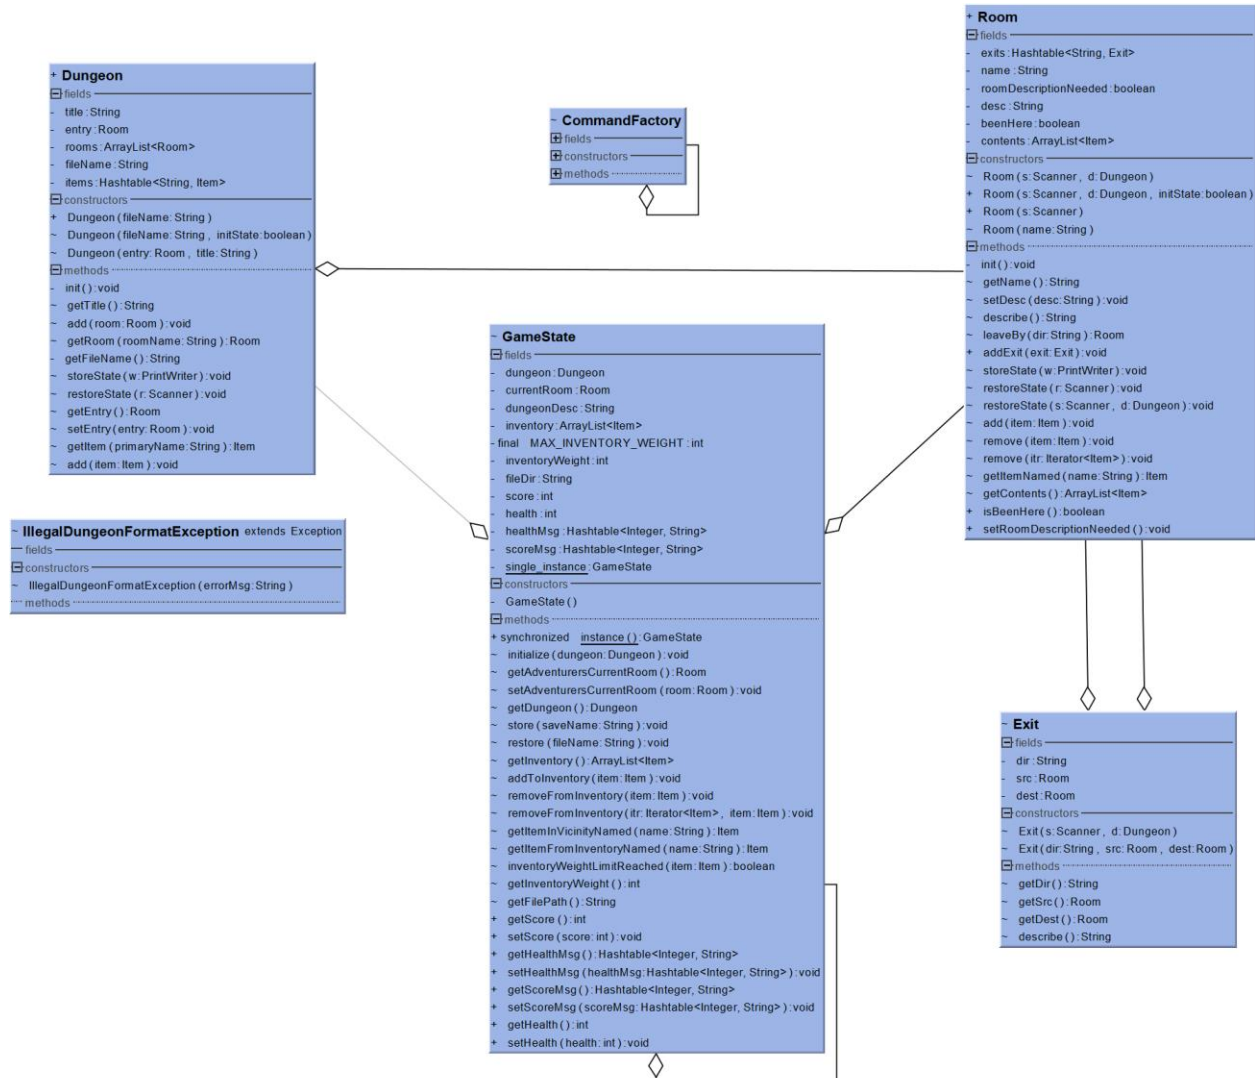 + Dungeon
fields
- title:String
- entry:Room
- rooms:ArrayList<Room>
- fileName:String
- items:Hashtable<String, Item>
constructors
+ Dungeon(fileName:String)
~ Dungeon(fileName:String , initState:boolean)
~ Dungeon(entry:Room , title:String)
methods
- init():void
~ getTitle():String
~ add(room:Room):void
~ getRoom(roomName:String):Room
- getFileName():String
~ storeState(w:PrintWriter):void
~ restoreState(r:Scanner):void
~ getEntry():Room
~ setEntry(entry:Room):void
~ getItem(primaryName:String):Item
~ add(item:Item):void
~ IllegalDungeonFormatException extends Exception
fields
constructors
~ IllegalDungeonFormatException(errorMsg:String)
methods
~ CommandFactory
fields
constructors
methods
~ GameState
fields
- dungeon:Dungeon
- currentRoom:Room
- dungeonDesc:String
- inventory:ArrayList<Item>
- final MAX_INVENTORY_WEIGHT:int
- inventoryWeight:int
- fileDir:String
- score:int
- health:int
- healthMsg:Hashtable<Integer, String>
- scoreMsg:Hashtable<Integer, String>
- single_instance:GameState
constructors
- GameState()
methods
+ synchronized instance():GameState
~ initialize(dungeon:Dungeon):void
~ getAdventurersCurrentRoom():Room
~ setAdventurersCurrentRoom(room:Room):void
~ getDungeon():Dungeon
~ store(saveName:String):void
~ restore(fileName:String):void
~ getInventory():ArrayList<Item>
~ addToInventory(item:Item):void
~ removeFromInventory(item:Item):void
~ removeFromInventory(itr:Iterator<Item> , item:Item):void
~ getItemInVicinityNamed(name:String):Item
~ getItemFromInventoryNamed(name:String):Item
~ inventoryWeightLimitReached(item:Item):boolean
~ getInventoryWeight():int
~ getFilePath():String
+ getScore():int
+ setScore(score:int):void
+ getHealthMsg():Hashtable<Integer, String>
+ setHealthMsg(healthMsg:Hashtable<Integer, String>):void
+ getScoreMsg():Hashtable<Integer, String>
+ setScoreMsg(scoreMsg:Hashtable<Integer, String>):void
+ getHealth():int
+ setHealth(health:int):void
+ Room
fields
- exits:Hashtable<String, Exit>
- name:String
- roomDescriptionNeeded:boolean
- desc:String
- beenHere:boolean
- contents:ArrayList<Item>
constructors
~ Room(s:Scanner , d:Dungeon)
+ Room(s:Scanner , d:Dungeon , initState:boolean)
+ Room(s:Scanner)
~ Room(name:String)
methods
- init():void
~ getName():String
~ setDesc(desc:String):void
~ describe():String
~ leaveBy(dir:String):Room
+ addExit(exit:Exit):void
~ storeState(w:PrintWriter):void
~ restoreState(r:Scanner):void
~ restoreState(s:Scanner , d:Dungeon):void
~ add(item:Item):void
~ remove(item:Item):void
~ remove(itr:Iterator<Item>):void
~ getItemNamed(name:String):Item
~ getContents():ArrayList<Item>
+ isBeenHere():boolean
+ setRoomDescriptionNeeded():void
~ Exit
fields
- dir:String
- src:Room
- dest:Room
constructors
~ Exit(s:Scanner , d:Dungeon)
~ Exit(dir:String , src:Room , dest:Room)
methods
~ getDir():String
~ getSrc():Room
~ getDest():Room
~ describe():String